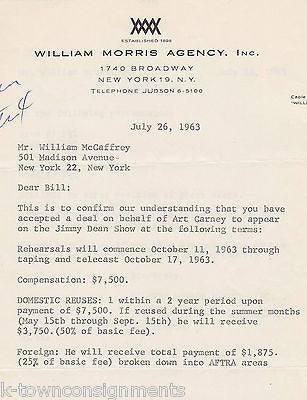 ESTABLISHED 1898
WILLIAM MORRIS AGENCY, INC.
1740 BROADWAY
NEW YORK 19, N.Y.
TELEPHONE JUDSON 6-5100
Cable
"WILL
July 26, 1963
Mr. William McCaffrey
501 Madison Avenue
New York 22, New York
Dear Bill:
This is to confirm our understanding that you have
accepted a deal on behalf of Art Carney to appear
on the Jimmy Dean Show at the following terms:
Rehearsals will commence October 11, 1963 through
taping and telecast October 17, 1963.
Compensation: $7,500.
DOMESTIC REUSES: 1 within a 2 year period upon
payment of $7,500. If reused during the summer months
(May 15th through Sept. 15th) he will receive
$3,750. (50% of basic fee)
Foreign: He will receive total payment of $1,875.
(25% of basic fee) broken down into AFTRA areas
k-townconsignments